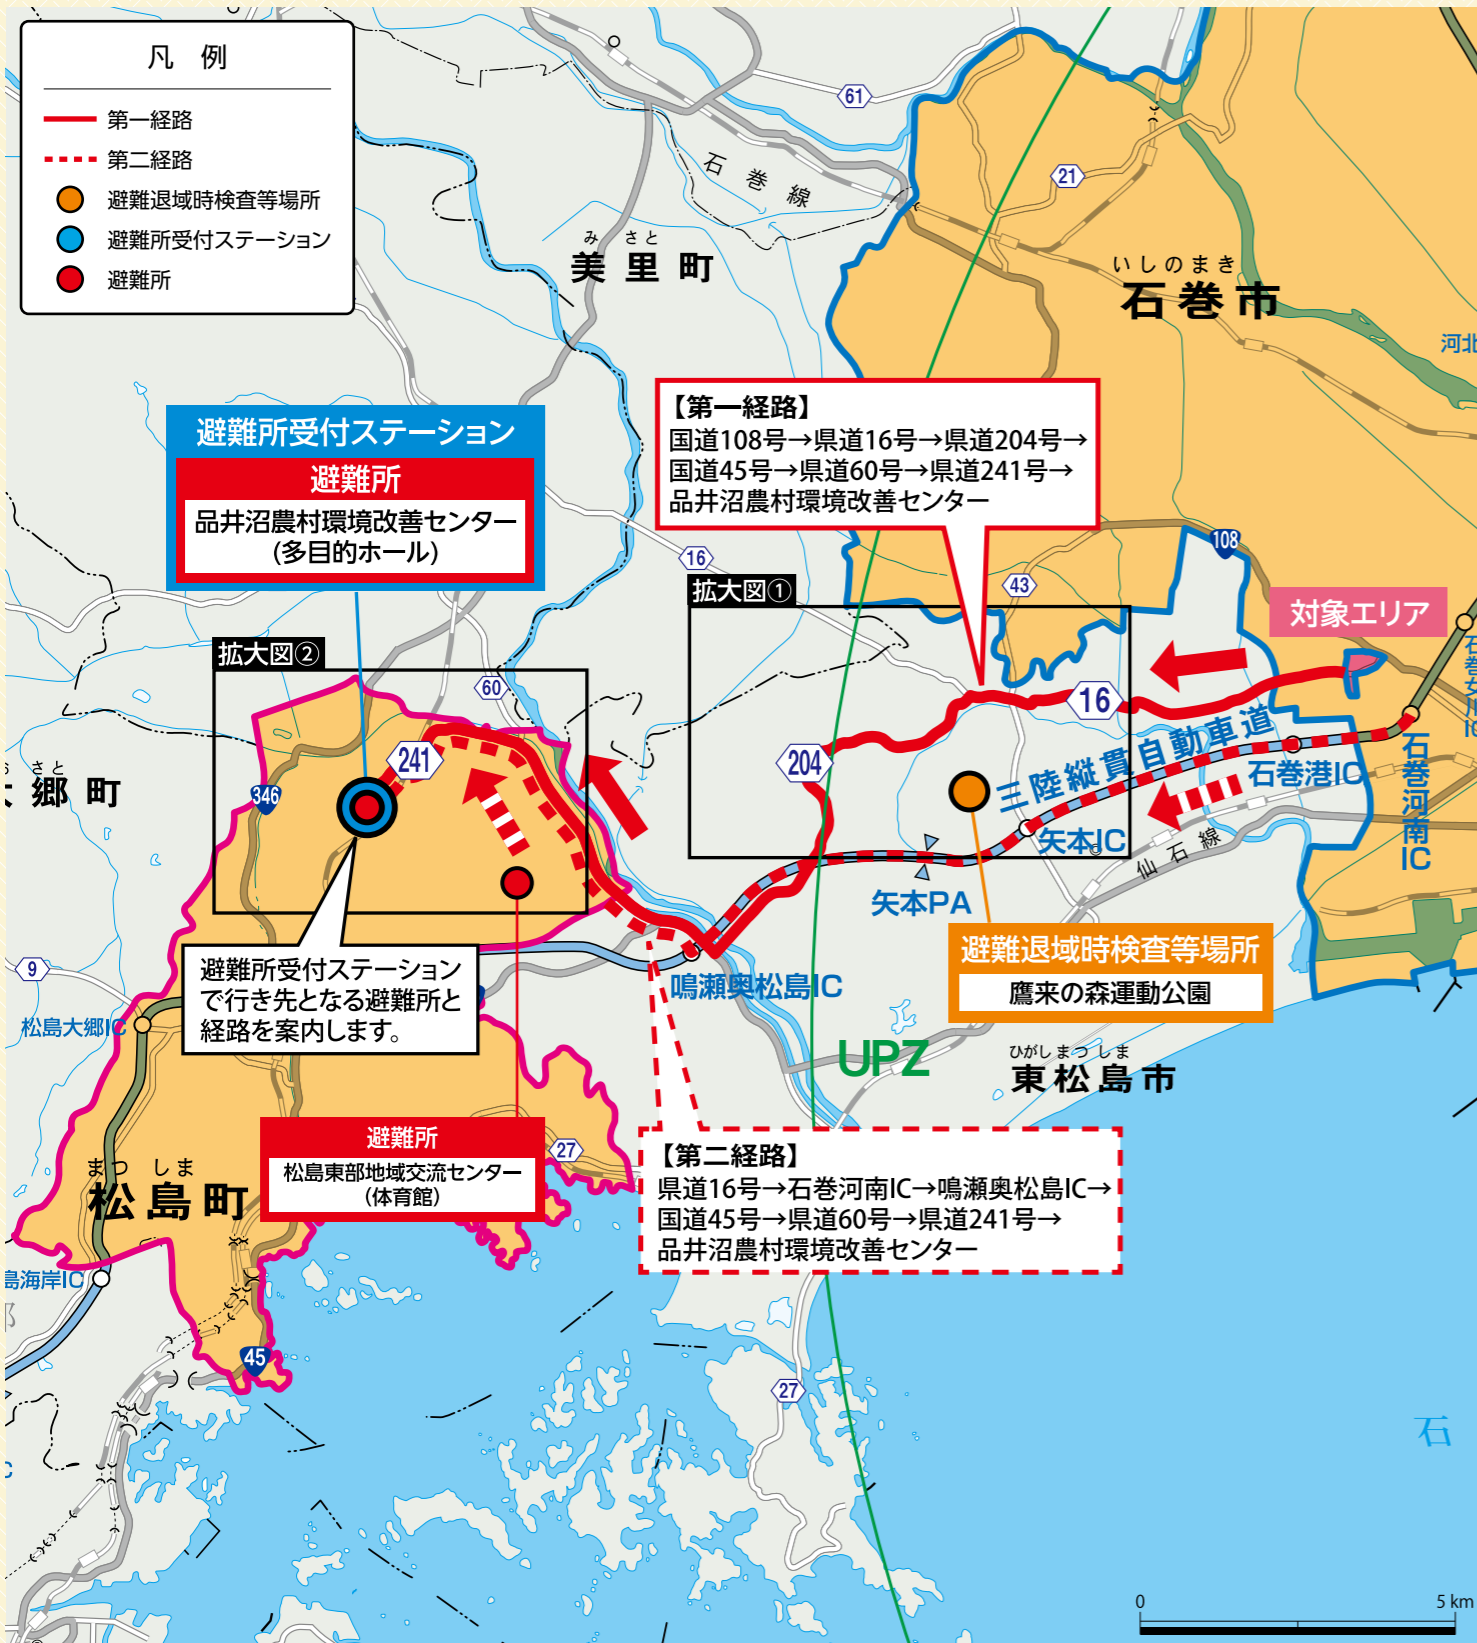 凡 例
第一経路
第二経路
避難退域時検査等場所
避難所受付ステーション
避難所
61
21
石巻線
みさと
美里町
いしのまき
石巻市
河北
避難所受付ステーション
避難所
品井沼農村環境改善センター
(多目的ホール)
【第一経路】
国道108号→県道16号→県道204号→
国道45号→県道60号→県道241号→
品井沼農村環境改善センター
16
108
43
拡大図①
対象エリア
拡大図②
60
16
石巻女川IC
241
204
三陸縦貫自動車道
石巻港IC
石巻河南IC
さと
郷町
346
矢本IC
仙石線
矢本PA
避難退域時検査等場所
鷹来の森運動公園
避難所受付ステーション
で行き先となる避難所と
経路を案内します。
9
鳴瀬奥松島IC
松島大郷IC
UPZ
ひがしまつしま
東松島市
避難所
松島東部地域交流センター
(体育館)
27
まつしま
松島町
【第二経路】
県道16号→石巻河南IC→鳴瀬奥松島IC→
国道45号→県道60号→県道241号→
品井沼農村環境改善センター
島海岸IC
45
27
石
0 5 km